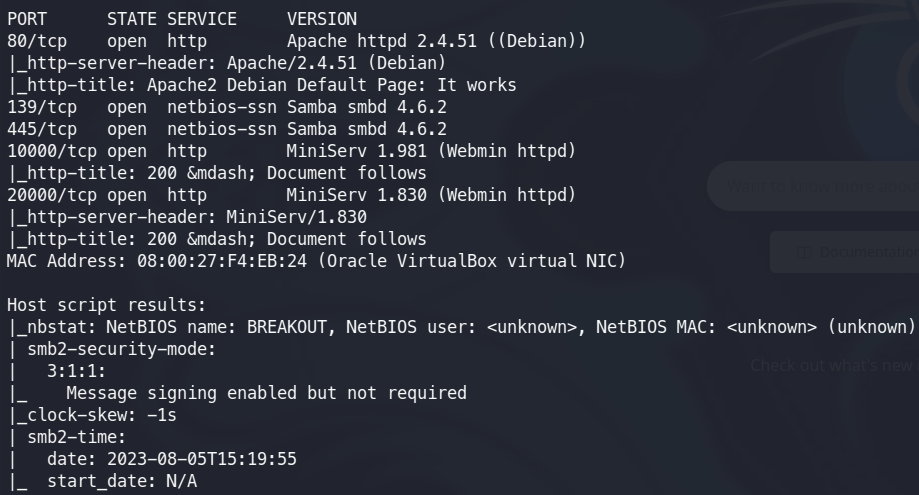 PORT      STATE SERVICE     VERSION
80/tcp    open  http        Apache httpd 2.4.51 ((Debian))
|_http-server-header: Apache/2.4.51 (Debian)
|_http-title: Apache2 Debian Default Page: It works
139/tcp   open  netbios-ssn Samba smbd 4.6.2
445/tcp   open  netbios-ssn Samba smbd 4.6.2
10000/tcp open  http        MiniServ 1.981 (Webmin httpd)
|_http-title: 200 &mdash; Document follows
20000/tcp open  http        MiniServ 1.830 (Webmin httpd)
|_http-server-header: MiniServ/1.830
|_http-title: 200 &mdash; Document follows
MAC Address: 08:00:27:F4:EB:24 (Oracle VirtualBox virtual NIC)
Host script results:
|_nbstat: NetBIOS name: BREAKOUT, NetBIOS user: <unknown>, NetBIOS MAC: <unknown> (unknown)
| smb2-security-mode:
|   3:1:1:
|_    Message signing enabled but not required
|_clock-skew: -1s
| smb2-time:
|   date: 2023-08-05T15:19:55
|_  start_date: N/A
Want to know more about
Documentation
Check out what's new